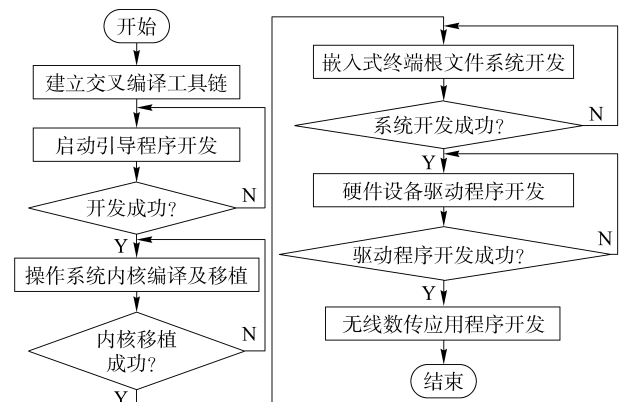 开始
建立交叉编译工具链
启动引导程序开发
开发成功?
N
Y
操作系统内核编译及移植
内核移植
成功?
N
Y
嵌入式终端根文件系统开发
系统开发成功?
N
Y
硬件设备驱动程序开发
驱动程序开发成功?
N
Y
无线数传应用程序开发
结束